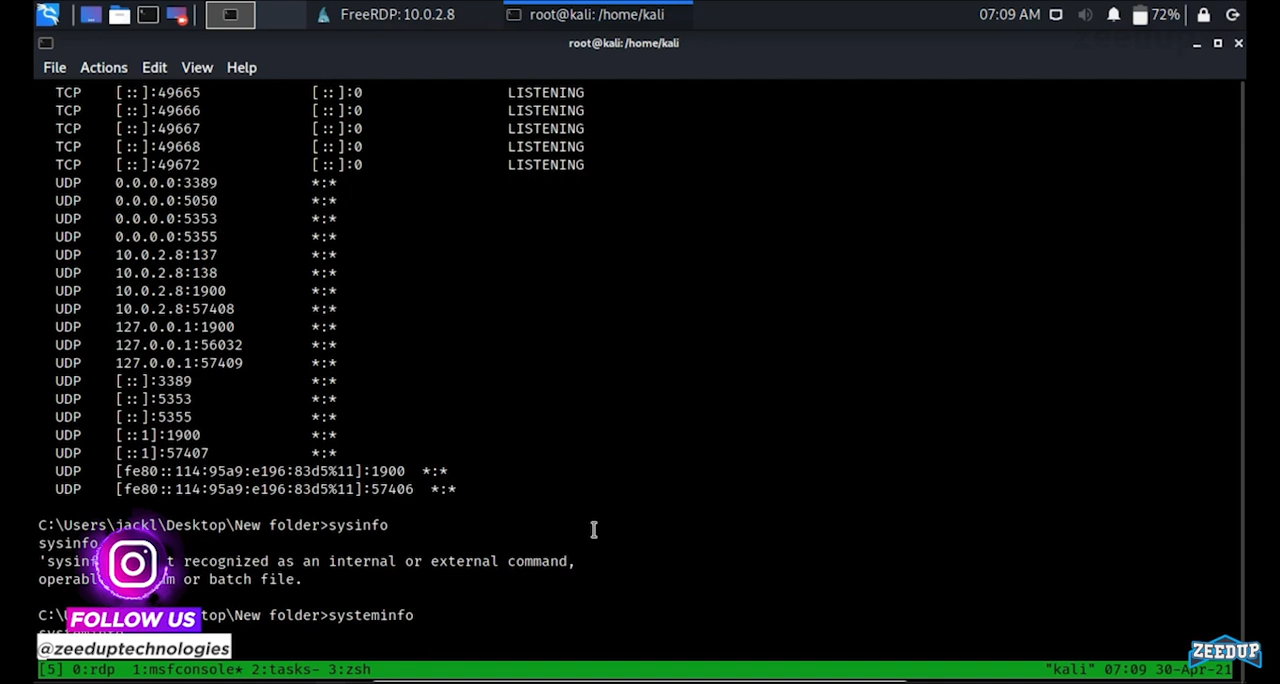 FreeRDP: 10.0.2.8
root@kali: /home/kali
07:09 AM
72%
root@kali: /home/kali
File Actions Edit View Help
TCP [::]:49665 [::]:0 LISTENING
TCP [::]:49666 [::]:0 LISTENING
TCP [::]:49667 [::]:0 LISTENING
TCP [::]:49668 [::]:0 LISTENING
TCP [::]:49672 [::]:0 LISTENING
UDP 0.0.0.0:3389 *:*
UDP 0.0.0.0:5050 *:*
UDP 0.0.0.0:5353 *:*
UDP 0.0.0.0:5355 *:*
UDP 10.0.2.8:137 *:*
UDP 10.0.2.8:138 *:*
UDP 10.0.2.8:1900 *:*
UDP 10.0.2.8:57408 *:*
UDP 127.0.0.1:1900 *:*
UDP 127.0.0.1:56032 *:*
UDP 127.0.0.1:57409 *:*
UDP [::]:3389 *:*
UDP [::]:5353 *:*
UDP [::]:5355 *:*
UDP [::1]:1900 *:*
UDP [::1]:57407 *:*
UDP [fe80::114:95a9:e196:83d5%11]:1900 *:*
UDP [fe80::114:95a9:e196:83d5%11]:57406 *:*
C:\Users\jackl\Desktop\New folder>sysinfo
sysinfo
'sysinf t recognized as an internal or external command,
operabl m or batch file.
C:\U top\New folder>systeminfo
FOLLOW US
@zeeduptechnologies
ZEEDUP
[5] 0:rdp 1:msfconsole* 2:tasks- 3:zsh "kali" 07:09 30-Apr-21